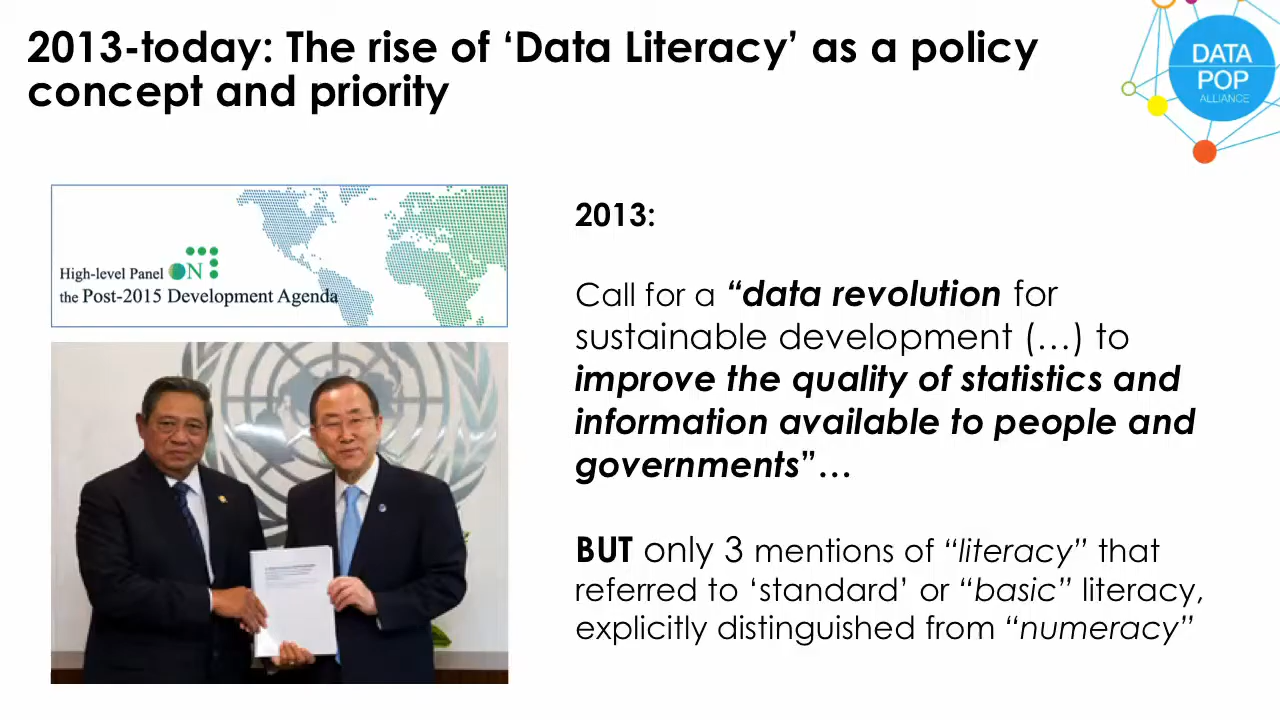 2013-today: The rise of ‘Data Literacy’ as a policy
concept and priority
DATA
POP
ALLIANCE
High-level Panel ON
the Post-2015 Development Agenda
2013:
Call for a “data revolution for
sustainable development (…) to
improve the quality of statistics and
information available to people and
governments”…
BUT only 3 mentions of “literacy” that
referred to ‘standard’ or “basic” literacy,
explicitly distinguished from “numeracy”